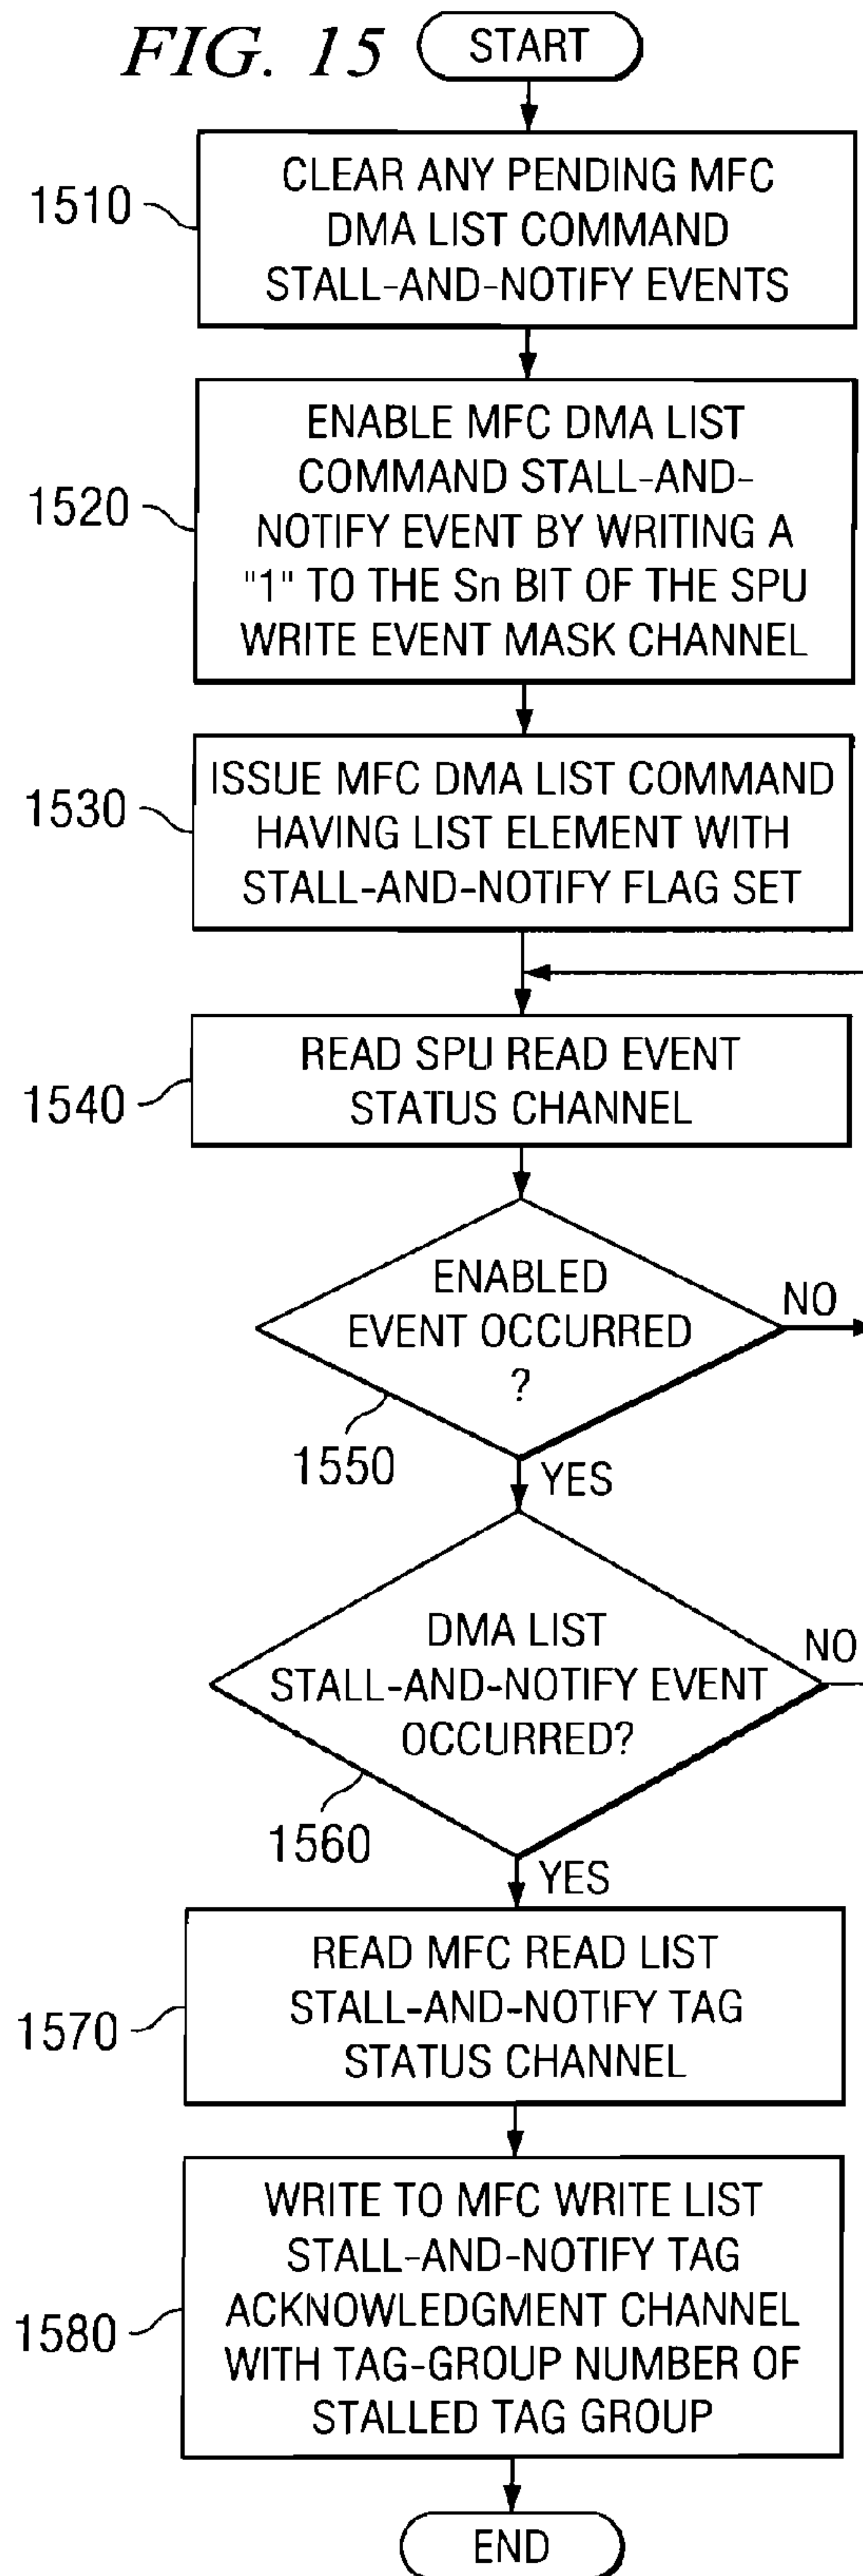 FIG. 15
START
1510
CLEAR ANY PENDING MFC
DMA LIST COMMAND
STALL-AND-NOTIFY EVENTS
1520
ENABLE MFC DMA LIST
COMMAND STALL-AND-
NOTIFY EVENT BY WRITING A
"1" TO THE Sn BIT OF THE SPU
WRITE EVENT MASK CHANNEL
1530
ISSUE MFC DMA LIST COMMAND
HAVING LIST ELEMENT WITH
STALL-AND-NOTIFY FLAG SET
1540
READ SPU READ EVENT
STATUS CHANNEL
ENABLED
EVENT OCCURRED
?
NO
1550
YES
DMA LIST
STALL-AND-NOTIFY EVENT
OCCURRED?
NO
1560
YES
1570
READ MFC READ LIST
STALL-AND-NOTIFY TAG
STATUS CHANNEL
1580
WRITE TO MFC WRITE LIST
STALL-AND-NOTIFY TAG
ACKNOWLEDGMENT CHANNEL
WITH TAG-GROUP NUMBER OF
STALLED TAG GROUP
END